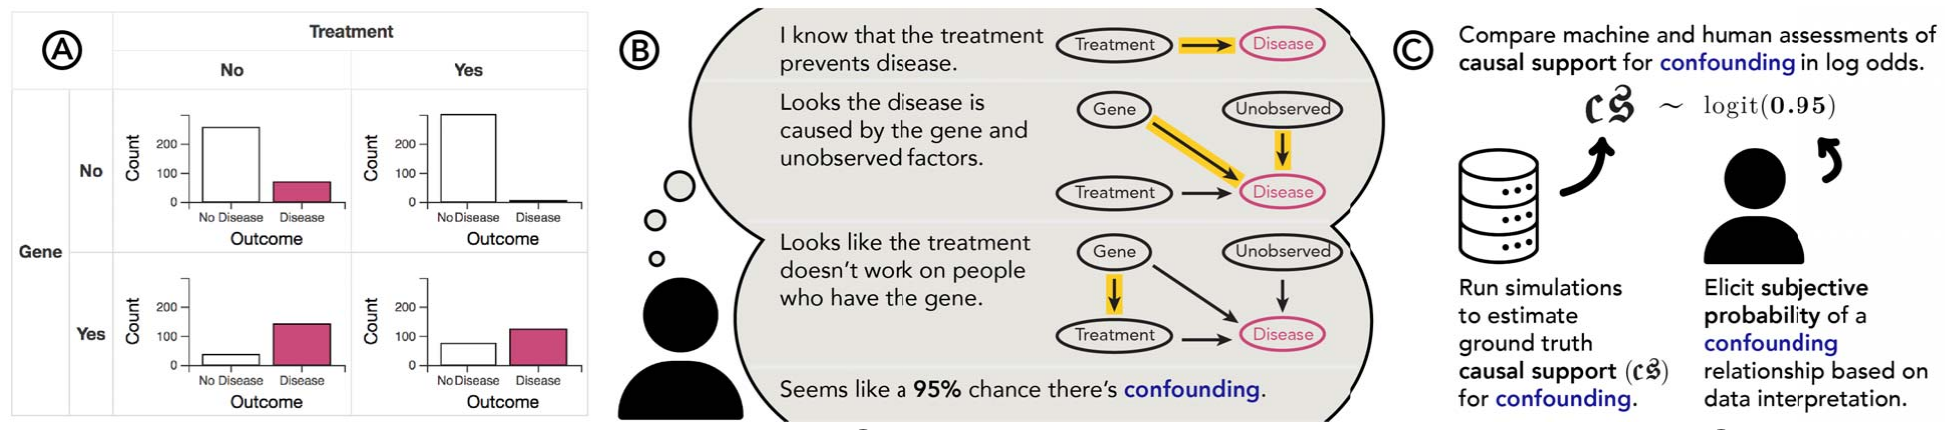 A
Treatment
No
Yes
Gene
No
Count
200
100
0
No Disease
Disease
Outcome
Count
200
100
0
No Disease
Disease
Outcome
Yes
Count
200
100
0
No Disease
Disease
Outcome
Count
200
100
0
No Disease
Disease
Outcome
B
I know that the treatment
prevents disease.
Treatment
Disease
Looks the disease is
caused by the gene and
unobserved factors.
Gene
Unobserved
Treatment
Disease
Looks like the treatment
doesn't work on people
who have the gene.
Gene
Unobserved
Treatment
Disease
Seems like a 95% chance there's confounding.
C
Compare machine and human assessments of
causal support for confounding in log odds.
𝔠𝔖 ~ logit(0.95)
Run simulations
to estimate
ground truth
causal support (𝔠𝔖)
for confounding.
Elicit subjective
probability of a
confounding
relationship based on
data interpretation.